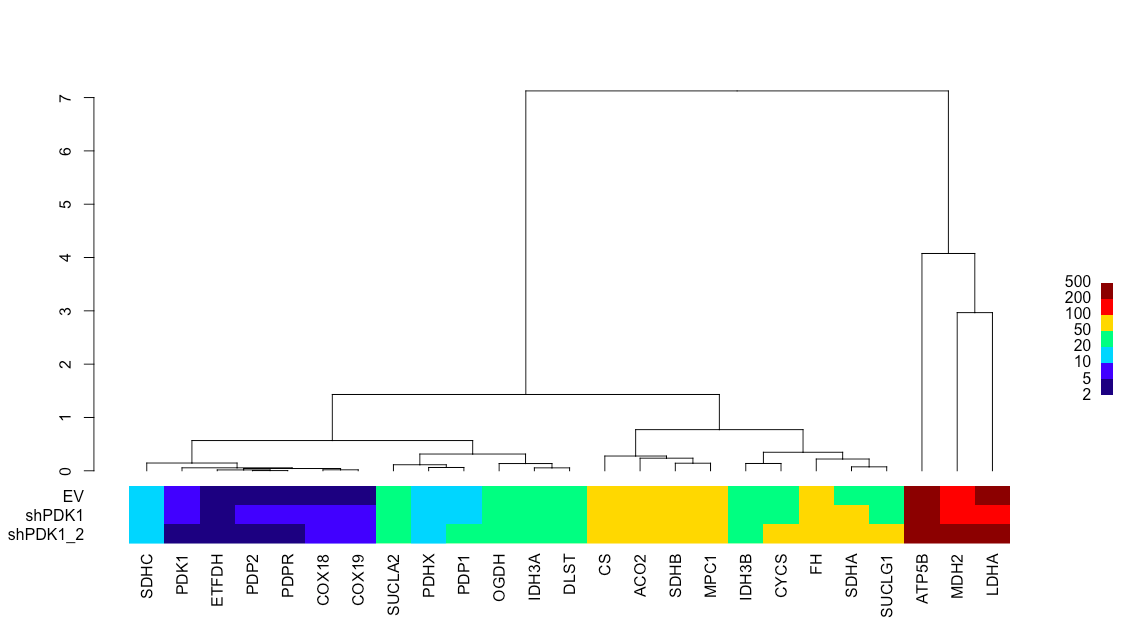 7
6
5
4
3
2
1
0
500
200
100
50
20
10
5
2
EV
shPDK1
shPDK1_2
SDHC
PDK1
ETFDH
PDP2
PDPR
COX18
COX19
SUCLA2
PDHX
PDP1
OGDH
IDH3A
DLST
CS
ACO2
SDHB
MPC1
IDH3B
CYCS
FH
SDHA
SUCLG1
ATP5B
MDH2
LDHA